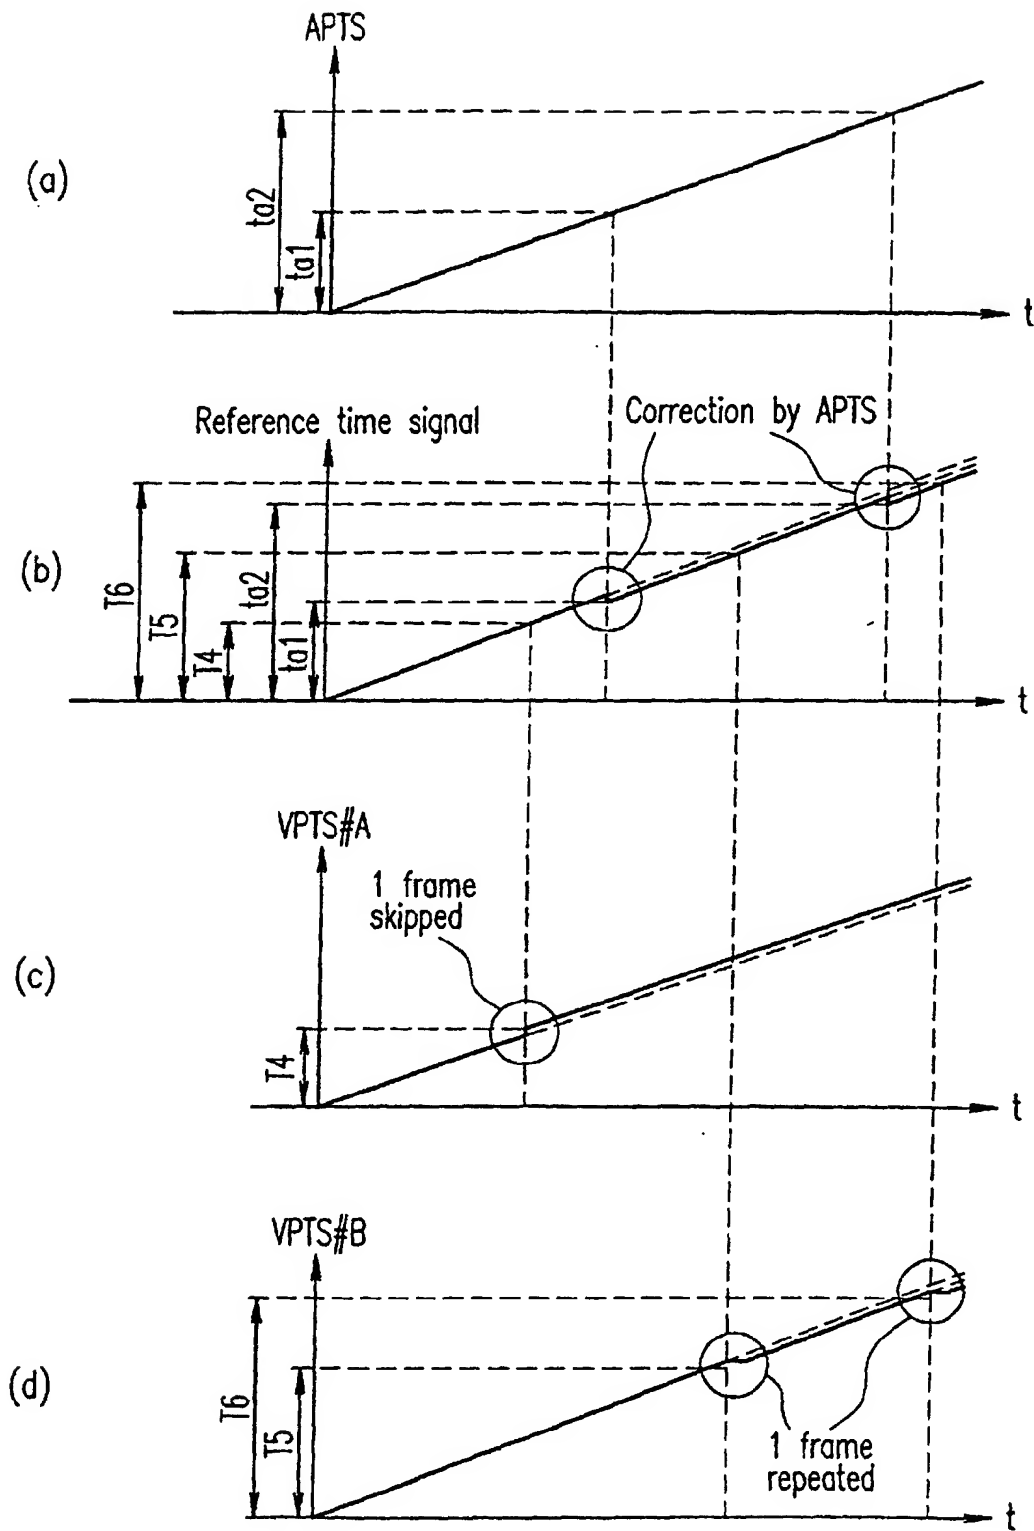 APTS
(a)
ta2
ta1
t
Reference time signal
Correction by APTS
(b)
T6
T5
T4
ta2
ta1
t
VPTS#A
1 frame
skipped
(c)
T4
t
VPTS#B
(d)
T6
T5
1 frame
repeated
t